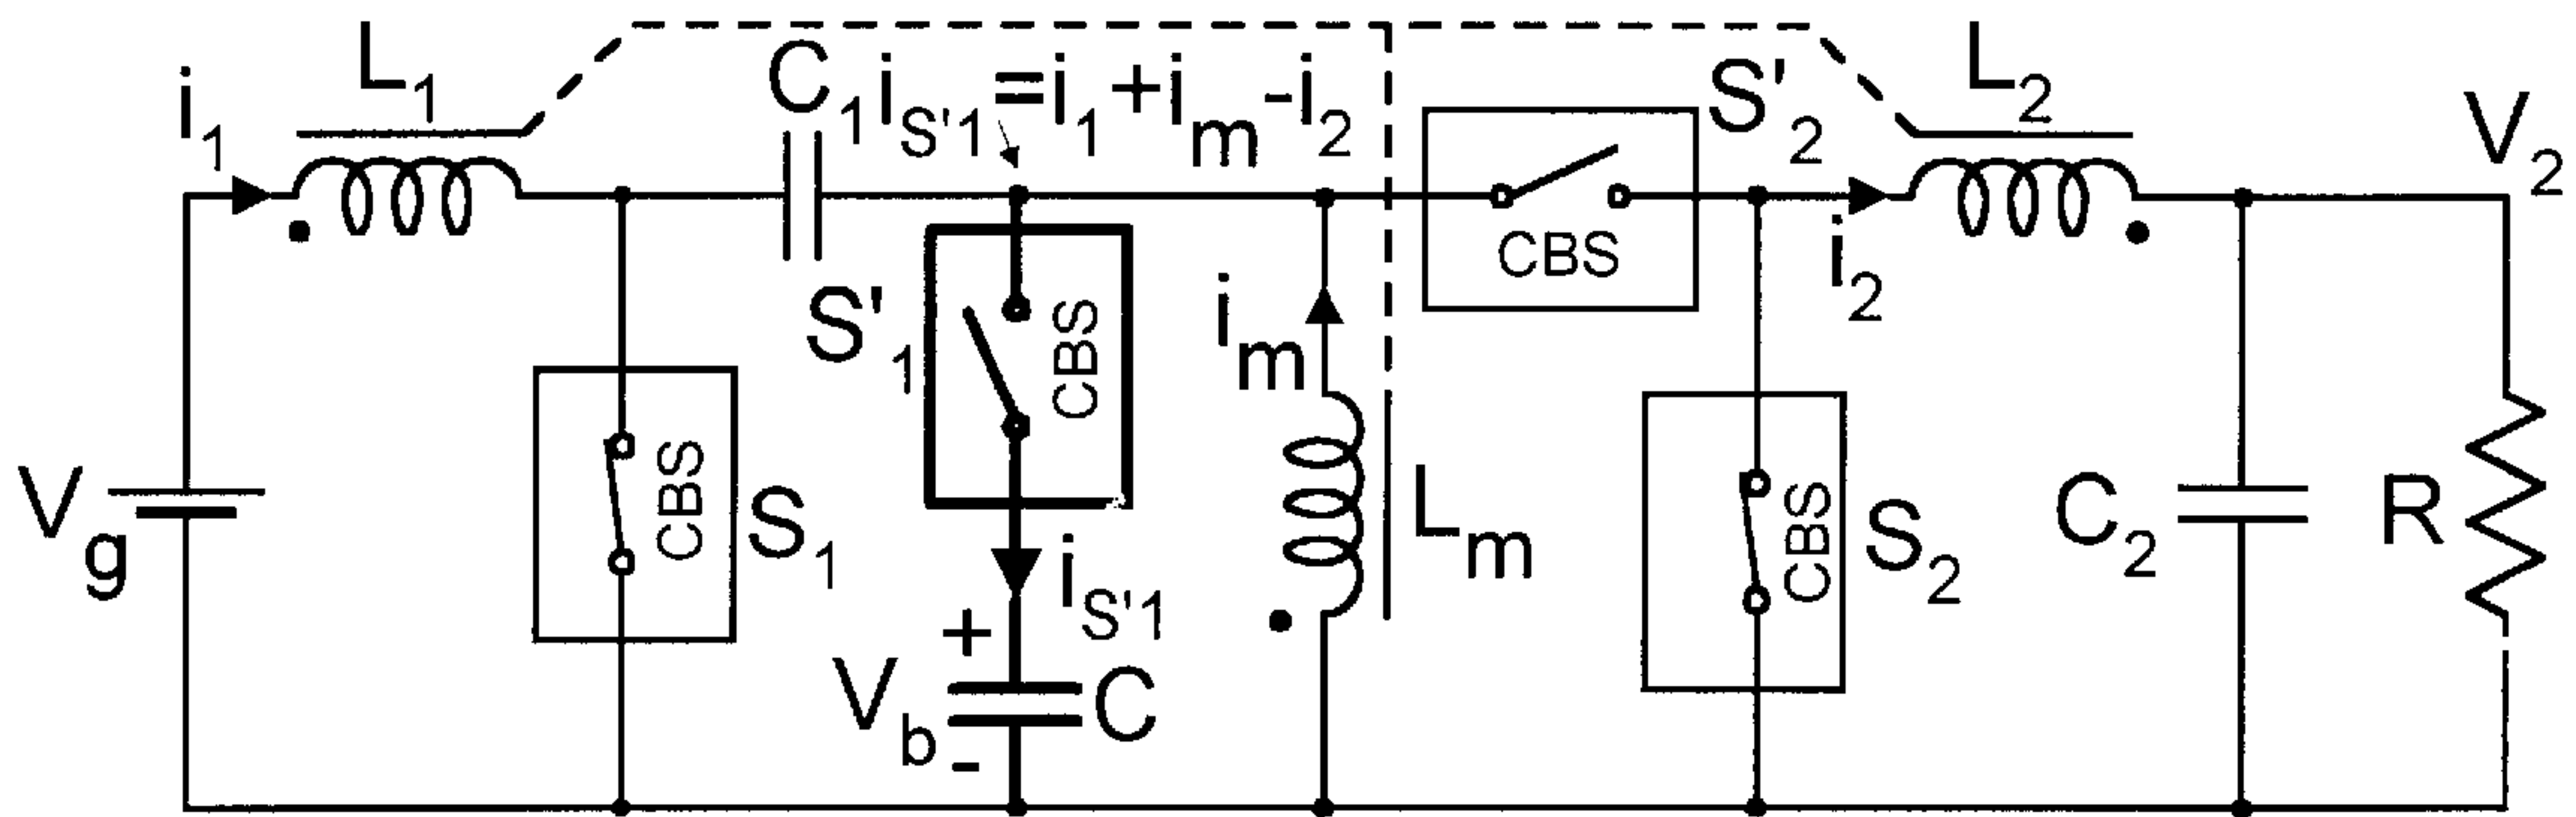 i₁
L₁
C₁
iS'1=i₁+im-i₂
S'₂
CBS
L₂
V₂
i₂
S'₁
CBS
im
Lm
Vg
CBS
S₁
iS'1
+
Vb
-
C
CBS
S₂
C₂
R